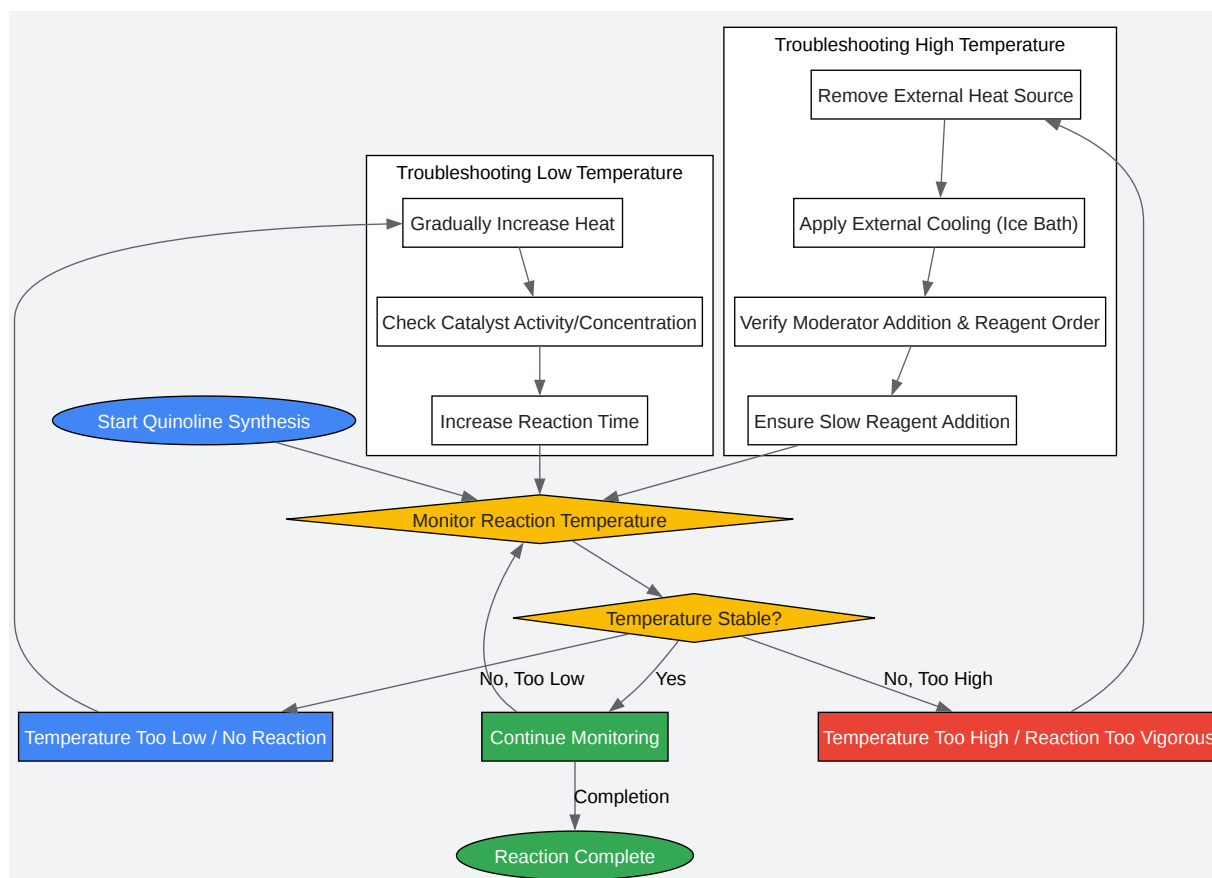 Troubleshooting High Temperature
Remove External Heat Source
Troubleshooting Low Temperature
Gradually Increase Heat
Apply External Cooling (Ice Bath)
Check Catalyst Activity/Concentration
Verify Moderator Addition & Reagent Order
Start Quinoline Synthesis
Increase Reaction Time
Ensure Slow Reagent Addition
Monitor Reaction Temperature
Temperature Stable?
No, Too Low
Yes
No, Too High
Temperature Too Low / No Reaction
Continue Monitoring
Temperature Too High / Reaction Too Vigorous
Completion
Reaction Complete